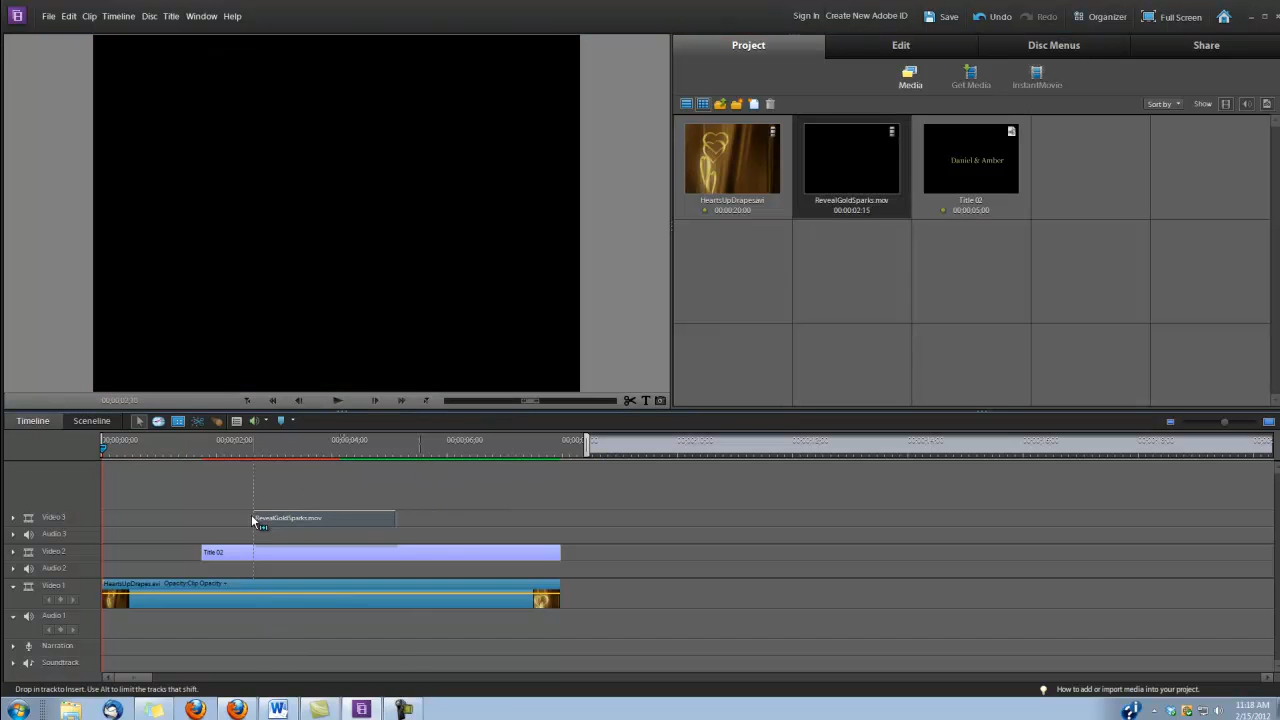 File Edit Clip Timeline Disc Title Window Help
Sign In Create New Adobe ID Save Undo Redo Organizer Full Screen
Project Edit Disc Menus Share
Media Get Media InstantMovie
Sort by Show
Daniel & Amber
HeartsUpDrapes.avi RevealGoldSparks.mov Title 02
00;00;20;00 00;00;02;15 00;00;05;00
00;00;02;10
Timeline Sceneline
00;00;00;00 00;00;02;00 00;00;04;00 00;00;06;00
Video 3 RevealGoldSparks.mov
Audio 3
Video 2 Title 02
Audio 2
Video 1 HeartsUpDrapes.avi Opacity:Clip Opacity
Audio 1
Narration
Soundtrack
Drop in track to Insert. Use Alt to limit the tracks that shift. How to add or import media into your project.
11:18 AM
2/15/2012